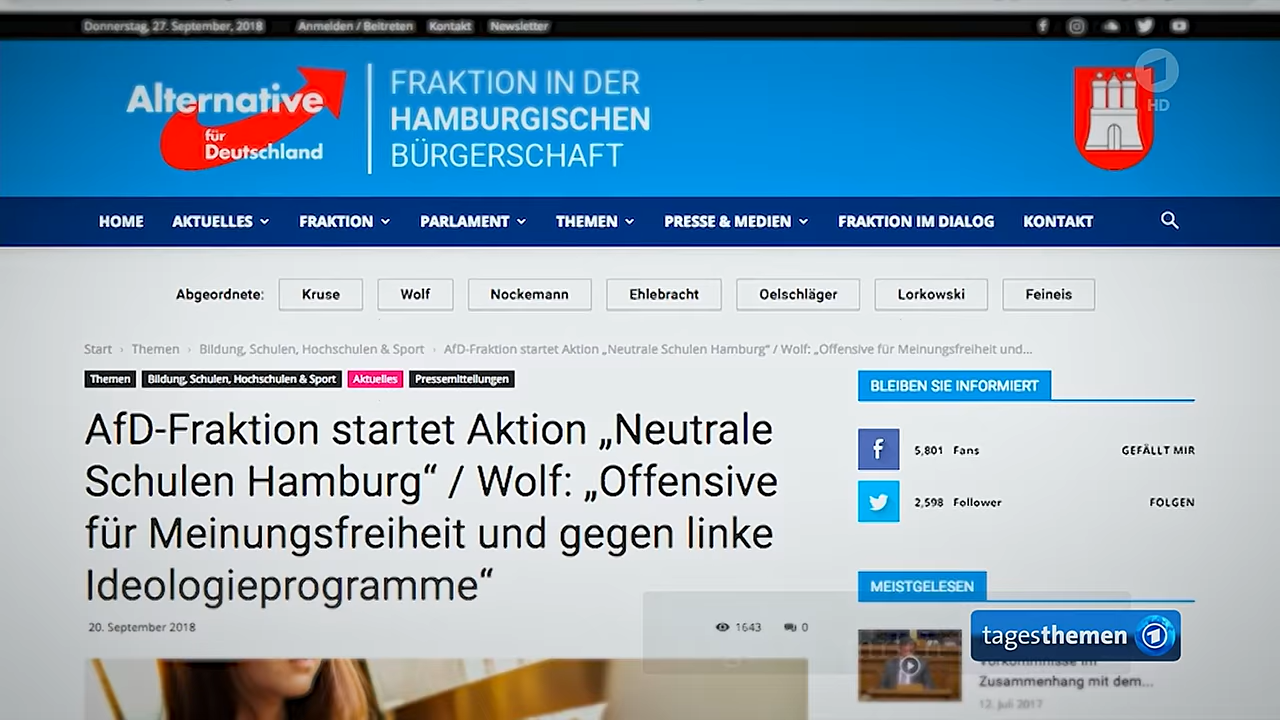 Donnerstag, 27. September, 2018 Anmelden / Beitreten Kontakt Newsletter
Alternative
für
Deutschland
FRAKTION IN DER
HAMBURGISCHEN
BÜRGERSCHAFT
HD
HOME AKTUELLES FRAKTION PARLAMENT THEMEN PRESSE & MEDIEN FRAKTION IM DIALOG KONTAKT
Abgeordnete: Kruse Wolf Nockemann Ehlebracht Oelschläger Lorkowski Feineis
Start › Themen › Bildung, Schulen, Hochschulen & Sport › AfD-Fraktion startet Aktion „Neutrale Schulen Hamburg“ / Wolf: „Offensive für Meinungsfreiheit und...
Themen Bildung, Schulen, Hochschulen & Sport Aktuelles Pressemitteilungen
AfD-Fraktion startet Aktion „Neutrale
Schulen Hamburg“ / Wolf: „Offensive
für Meinungsfreiheit und gegen linke
Ideologieprogramme“
20. September 2018 1643 0
BLEIBEN SIE INFORMIERT
5,801 Fans GEFÄLLT MIR
2,598 Follower FOLGEN
MEISTGELESEN
tagesthemen
Vorkommnisse im
Zusammenhang mit dem...
12. Juli 2017